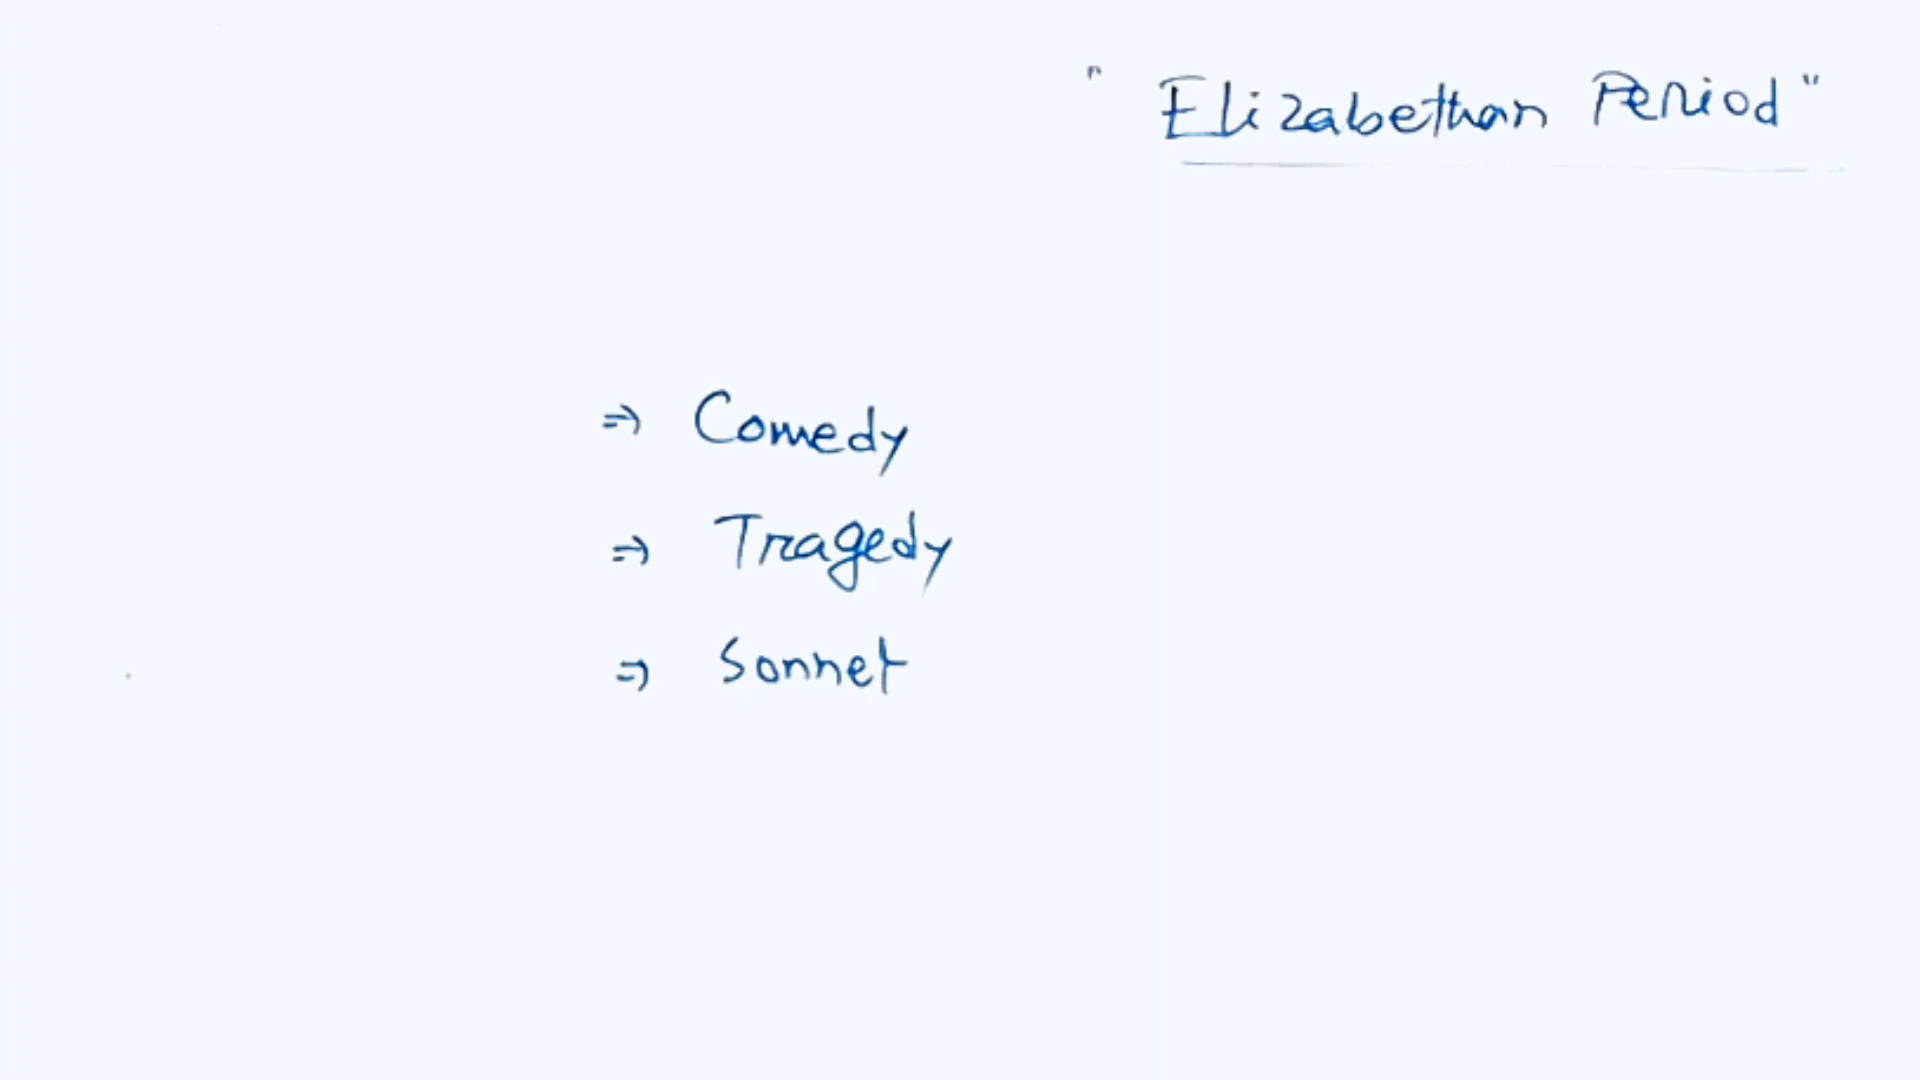 " Elizabethan Period "
⇒ Comedy
⇒ Tragedy
⇒ Sonnet